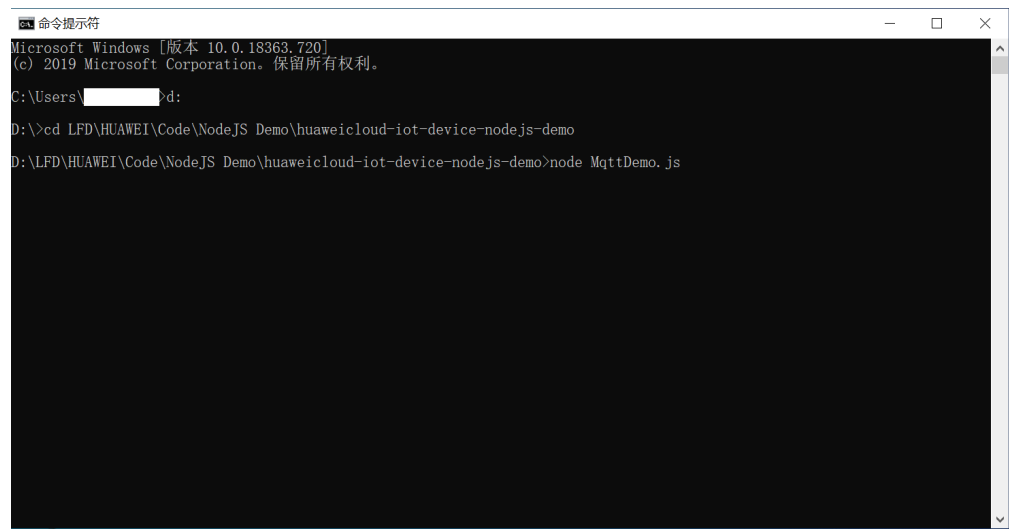 命令提示符
Microsoft Windows [版本 10.0.18363.720]
(c) 2019 Microsoft Corporation。保留所有权利。
C:\Users\>d:
D:\>cd LFD\HUAWEI\Code\NodeJS Demo\huaweicloud-iot-device-nodejs-demo
D:\LFD\HUAWEI\Code\NodeJS Demo\huaweicloud-iot-device-nodejs-demo>node MqttDemo.js